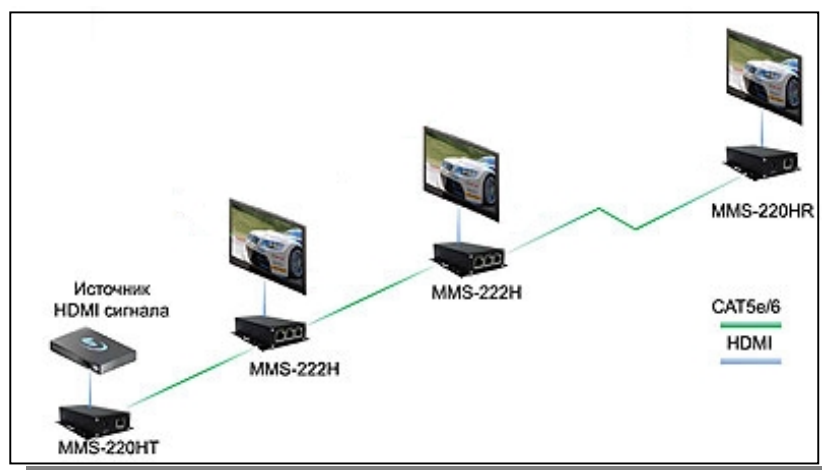 MMS-220HR
MMS-222H
Источник
HDMI сигнала
MMS-222H
MMS-220HT
CAT5e/6
HDMI